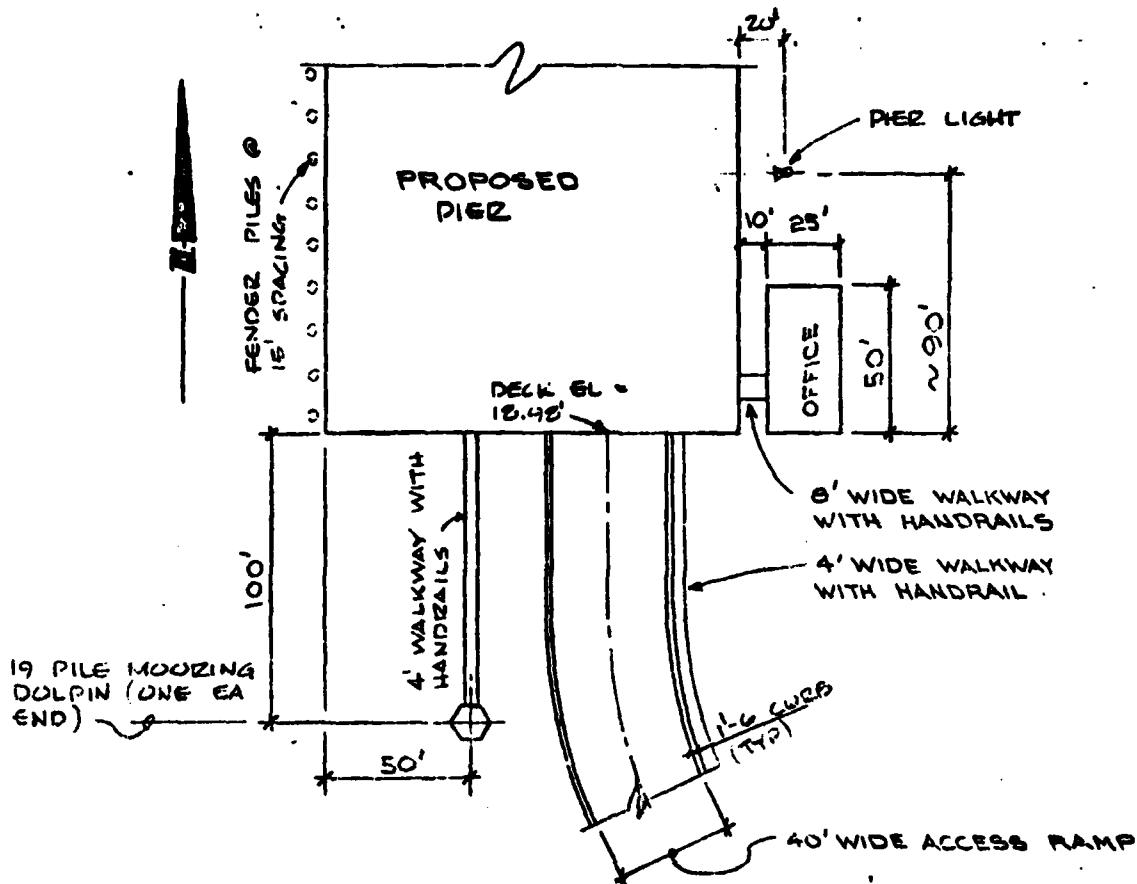 20'
PIER LIGHT
PROPOSED
PIER
FENDER PILES @
15' SPACING
10'
25'
OFFICE
50'
~90'
DECK EL =
18.48'
8' WIDE WALKWAY
WITH HANDRAILS
4' WIDE WALKWAY
WITH HANDRAIL
4' WALKWAY WITH
HANDRAILS
100'
19 PILE MOORING
DOLPIN (ONE EA
END)
50'
1'-6 CURB
(TYP)
40' WIDE ACCESS RAMP